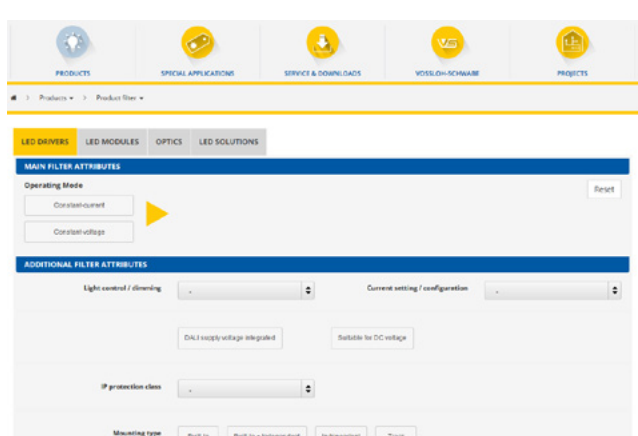 PRODUCTS SPECIAL APPLICATIONS SERVICE & DOWNLOADS VOSSLOH-SCHWABE PROJECTS
> Products > Product filter
LED DRIVERS LED MODULES OPTICS LED SOLUTIONS
MAIN FILTER ATTRIBUTES
Operating Mode Reset
Constant-current
Constant-voltage
ADDITIONAL FILTER ATTRIBUTES
Light control / dimming Current setting / configuration
DALI supply voltage integrated Suitable for DC voltage
IP protection class
Mounting type